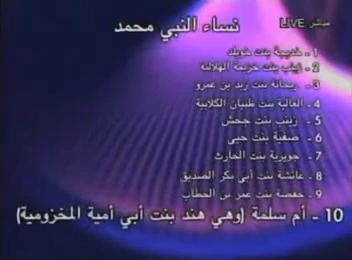 مباشر LIVE
نساء النبي محمد
1 - خديجة بنت خويلد
2 - زينب بنت خزيمة الهلالية
3 - ريحانة بنت زيد بن عمرو
4 - العالية بنت ظبيان الكلابية
5 - زينب بنت جحش
6 - صفية بنت حيي
7 - جويرية بنت الحارث
8 - عائشة بنت أبي بكر الصديق
9 - حفصة بنت عمر بن الخطاب
10 - أم سلمة (وهي هند بنت أبي أمية المخزومية)